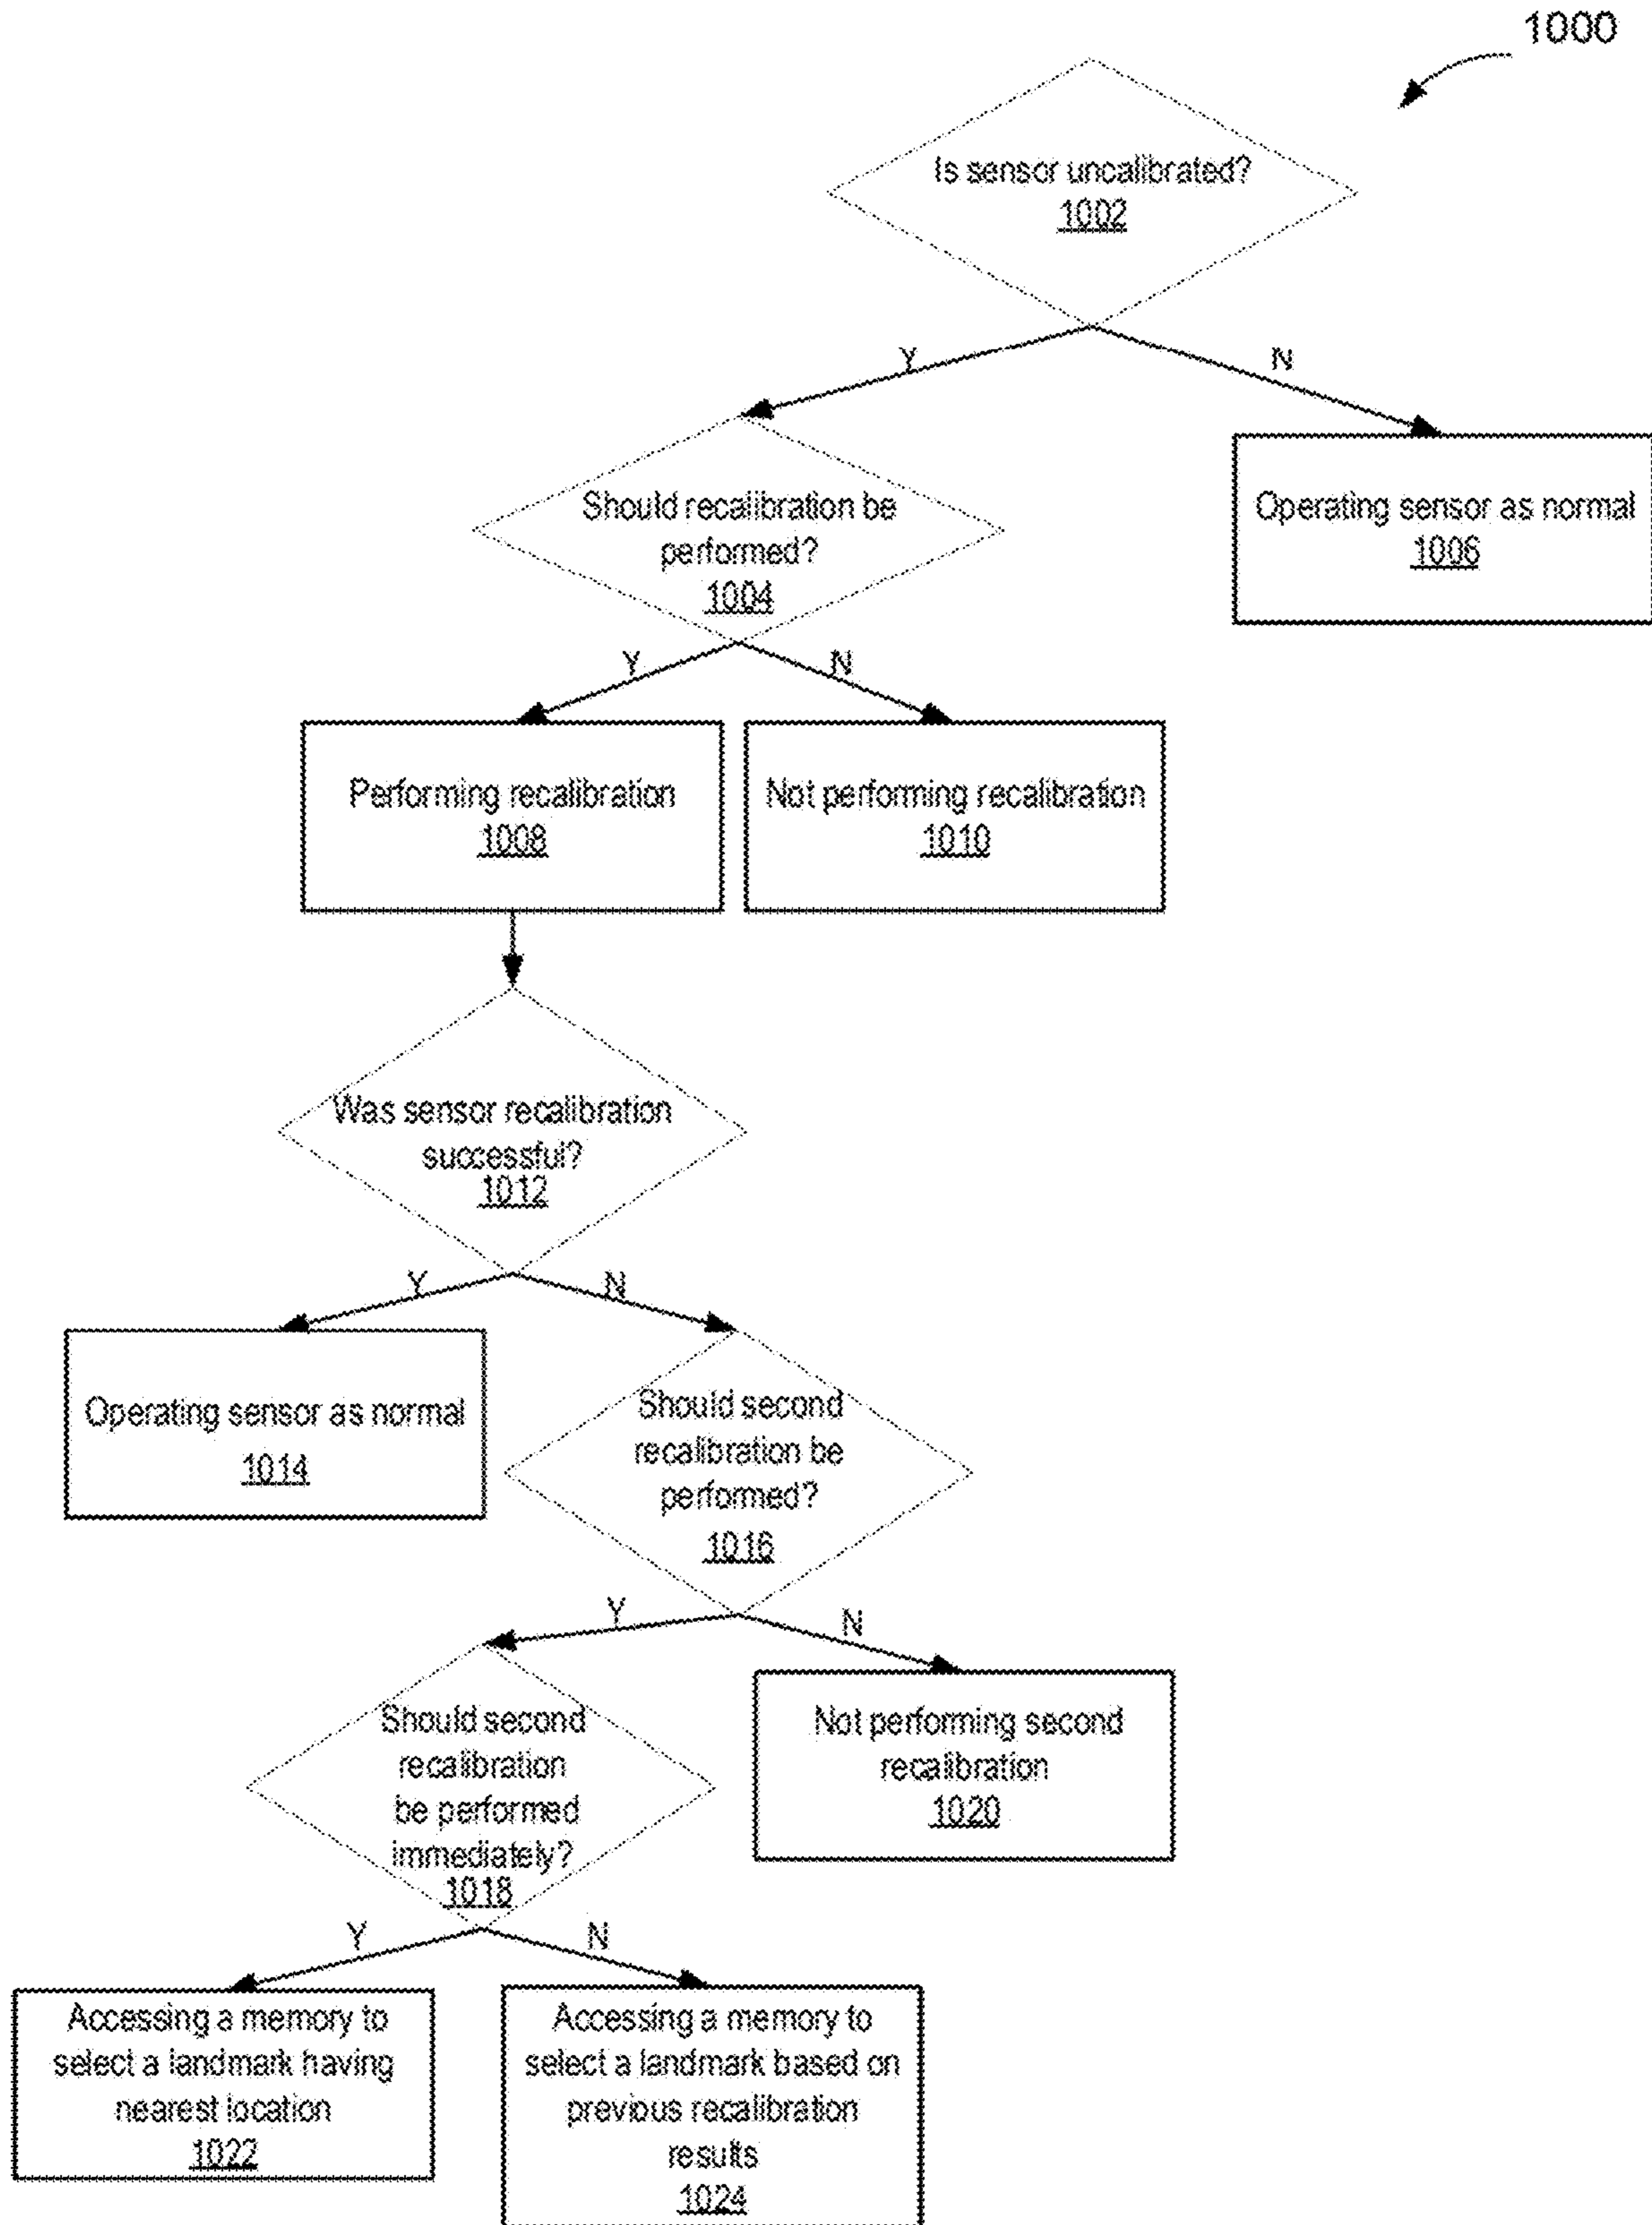 1000
Is sensor uncalibrated?
1002
Y
N
Should recalibration be
performed?
1004
Operating sensor as normal
1006
Y
N
Performing recalibration
1008
Not performing recalibration
1010
Was sensor recalibration
successful?
1012
Y
N
Operating sensor as normal
1014
Should second
recalibration be
performed?
1016
Y
N
Should second
recalibration
be performed
immediately?
1018
Not performing second
recalibration
1020
Y
N
Accessing a memory to
select a landmark having
nearest location
1022
Accessing a memory to
select a landmark based on
previous recalibration
results
1024